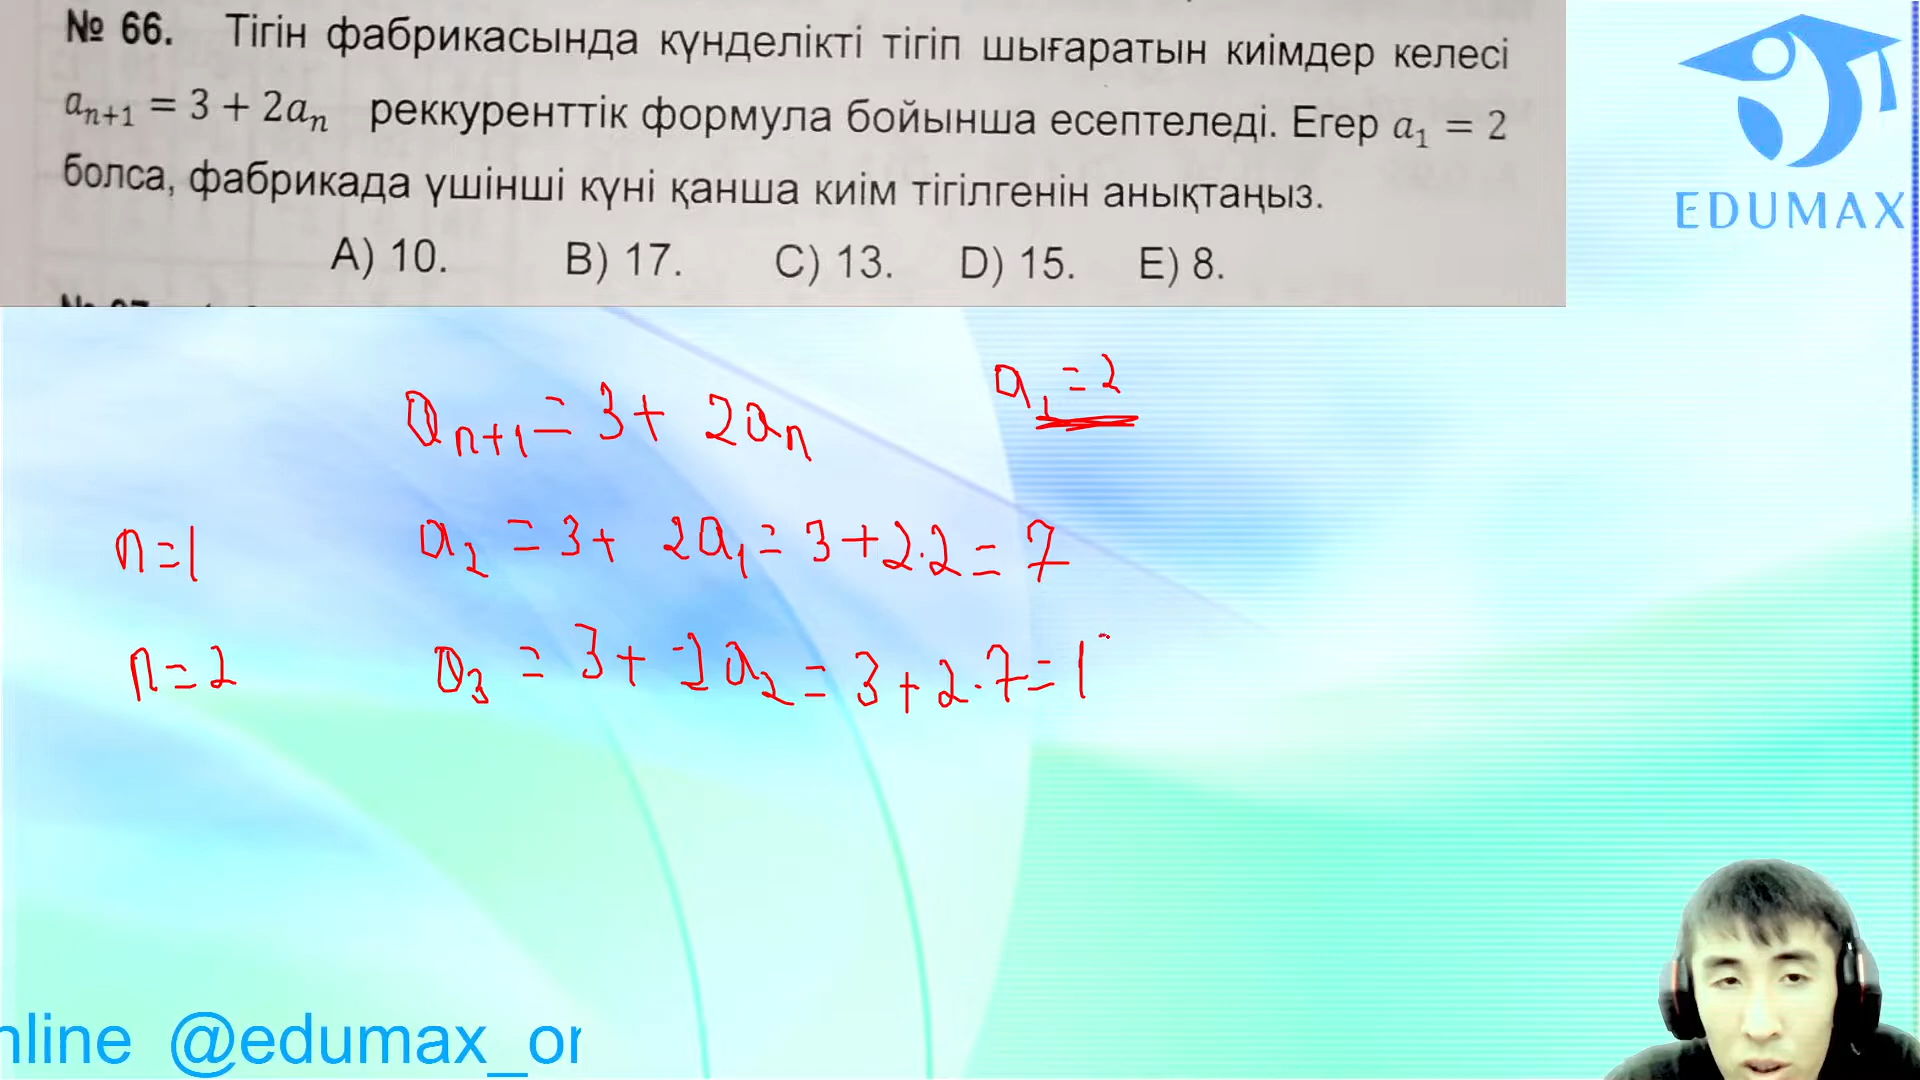 № 66. Тігін фабрикасында күнделікті тігіп шығаратын киімдер келесі
aₙ₊₁ = 3 + 2aₙ реккуренттік формула бойынша есептеледі. Егер a₁ = 2
болса, фабрикада үшінші күні қанша киім тігілгенін анықтаңыз.
A) 10. B) 17. C) 13. D) 15. E) 8.
EDUMAX
a₁ = 2
aₙ₊₁ = 3 + 2aₙ
n=1 a₂ = 3 + 2a₁ = 3 + 2·2 = 7
n=2 a₃ = 3 + 2a₂ = 3 + 2·7 = 1
nline @edumax_on